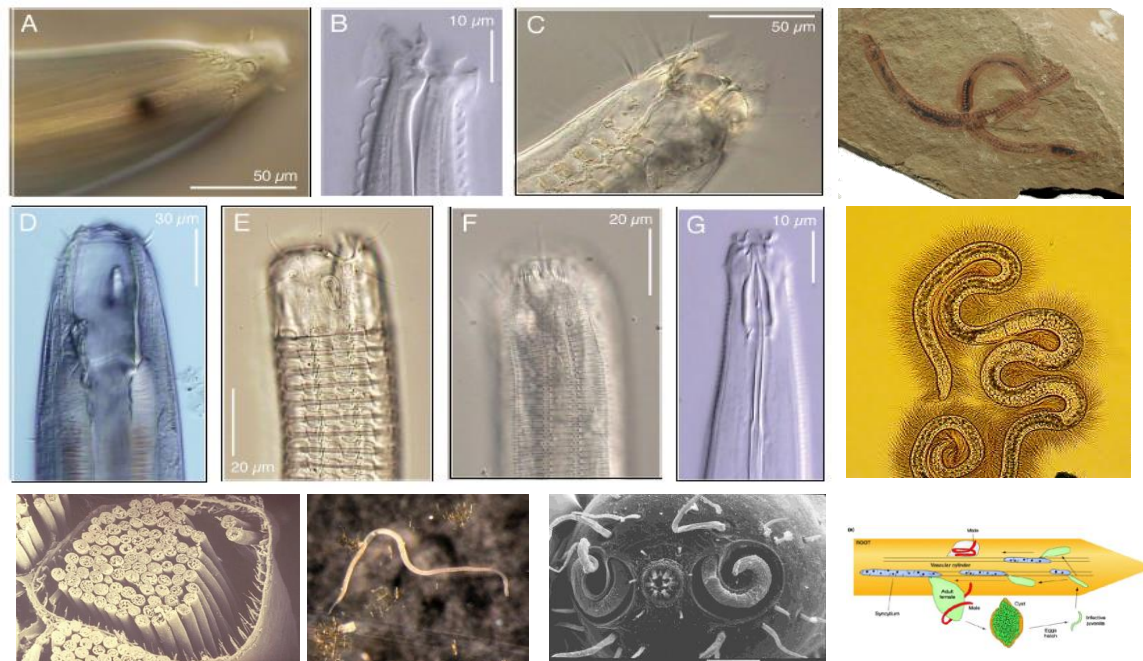 A
50 µm
B
10 µm
C
50 µm
D
30 µm
E
20 µm
F
20 µm
G
10 µm
Male
ROOT
Vascular cylinder
Adult
female
Male
Cyst
Syncytium
Eggs
hatch
Infective
juvenile